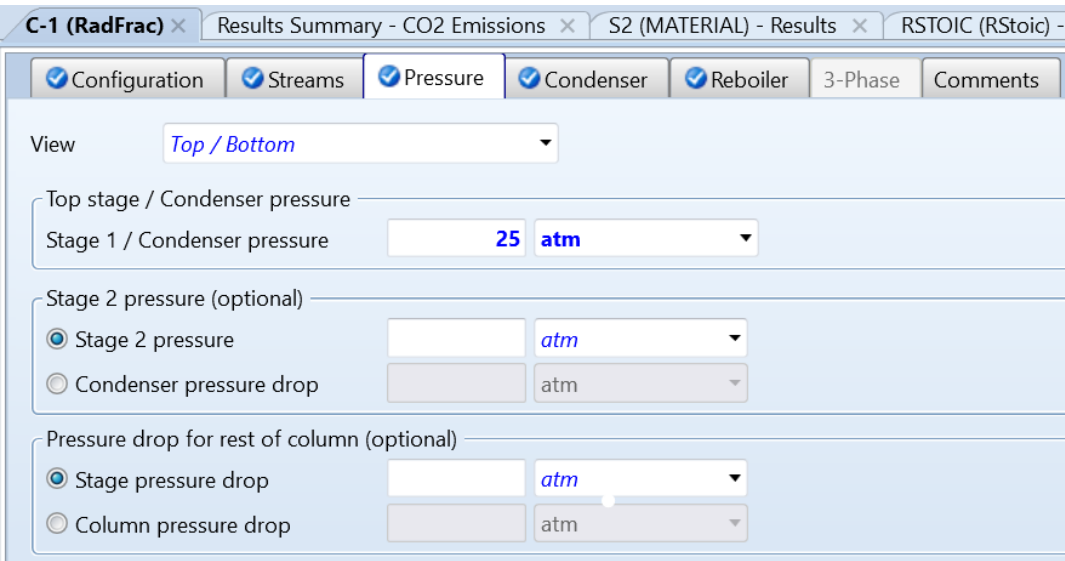 C-1 (RadFrac) × Results Summary - CO2 Emissions × S2 (MATERIAL) - Results × RSTOIC (RStoic) -
Configuration Streams Pressure Condenser Reboiler 3-Phase Comments
View Top / Bottom
Top stage / Condenser pressure
Stage 1 / Condenser pressure 25 atm
Stage 2 pressure (optional)
Stage 2 pressure atm
Condenser pressure drop atm
Pressure drop for rest of column (optional)
Stage pressure drop atm
Column pressure drop atm